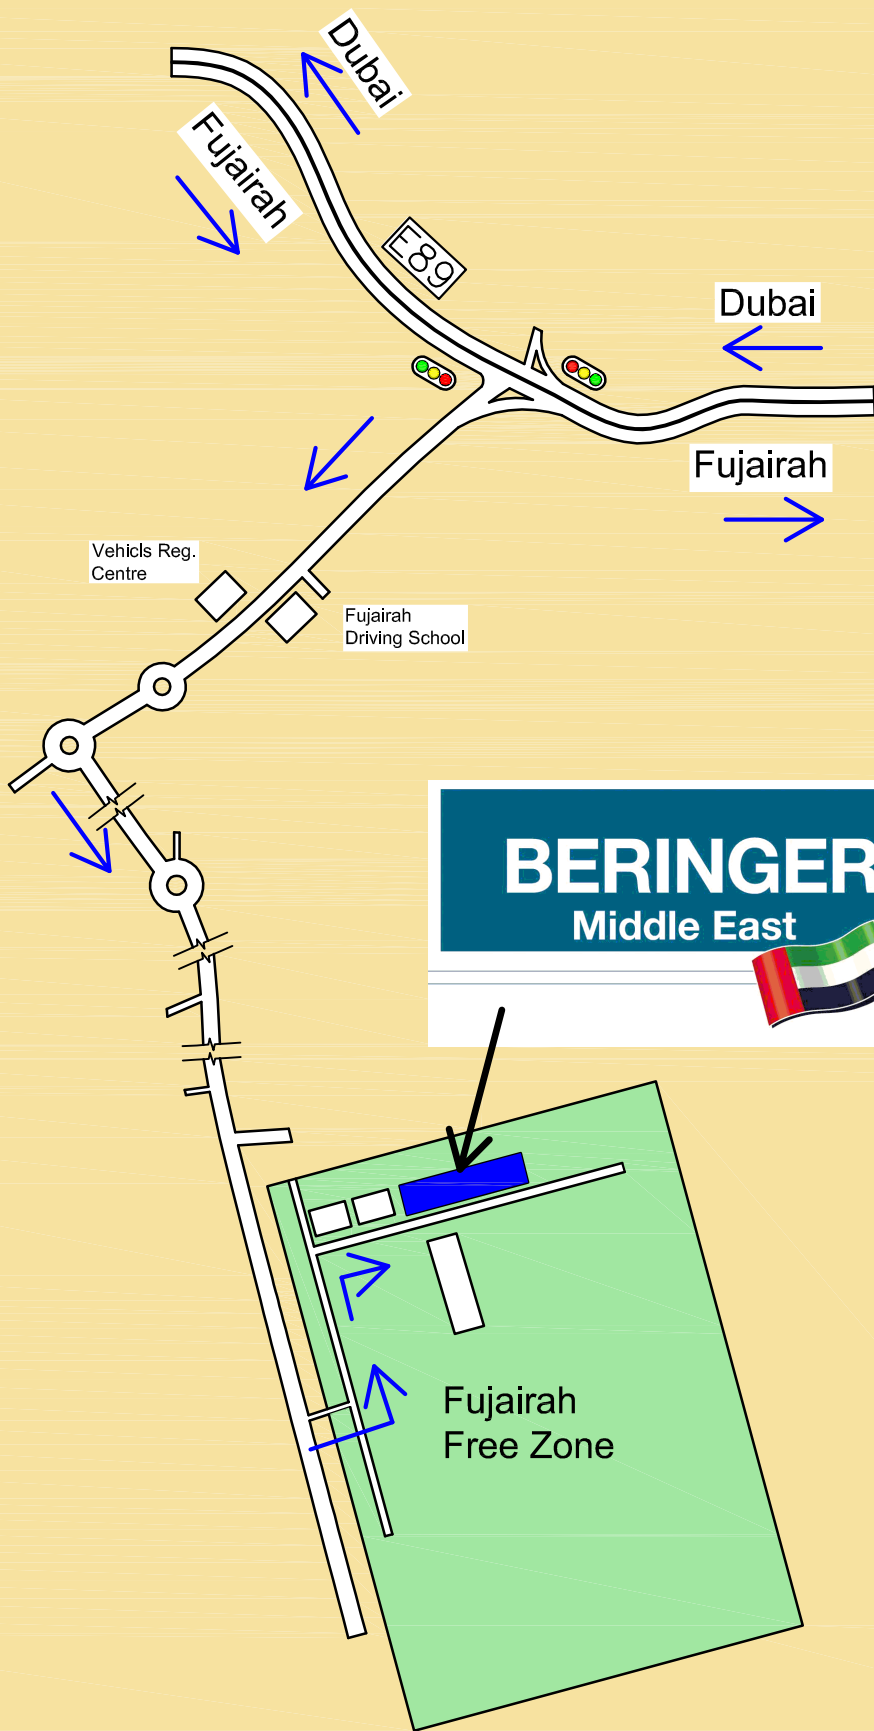 Dubai
Fujairah
E89
Dubai
Fujairah
Vehicls Reg.
Centre
Fujairah
Driving School
BERINGER
Middle East
Fujairah
Free Zone